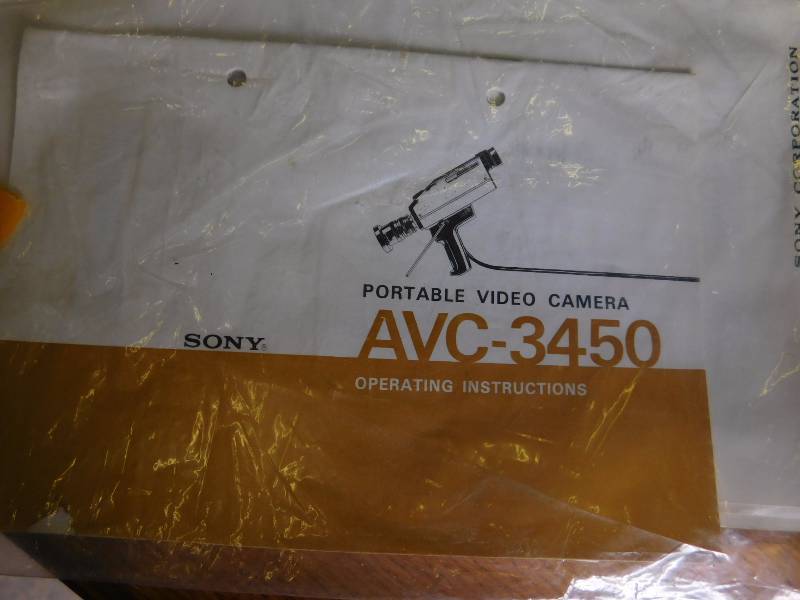 SONY CORPORATION
PORTABLE VIDEO CAMERA
AVC-3450
SONY®
OPERATING INSTRUCTIONS